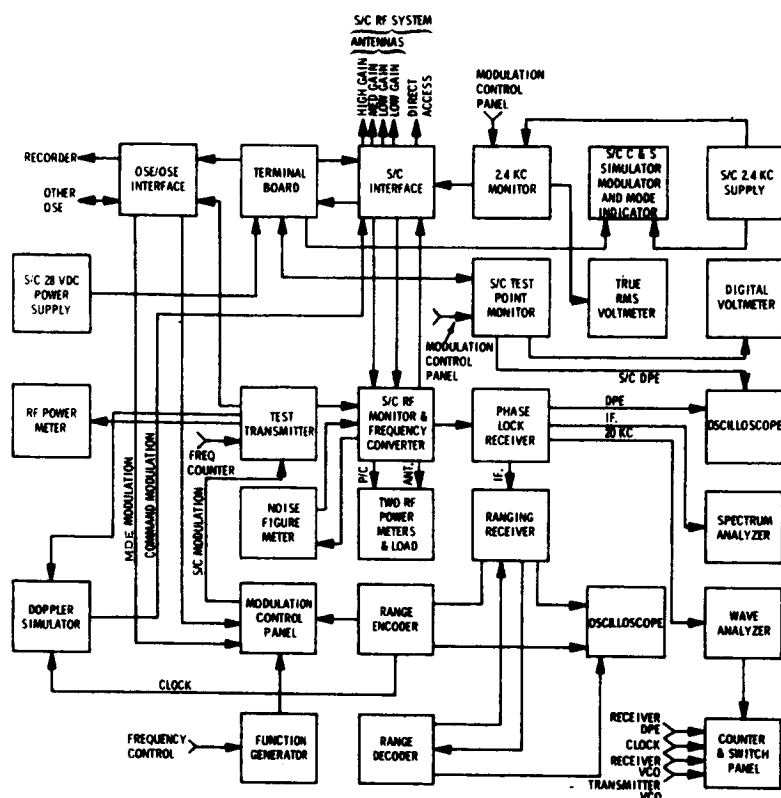 S/C RF SYSTEM
ANTENNAS
HIGH GAIN
MED GAIN
LOW GAIN
LOW GAIN
DIRECT
ACCESS
MODULATION
CONTROL
PANEL
RECORDER
OTHER
OSE
OSE/OSE
INTERFACE
TERMINAL
BOARD
S/C
INTERFACE
2.4 KC
MONITOR
S/C C & S
SIMULATOR
MODULATOR
AND MODE
INDICATOR
S/C 2.4 KC
SUPPLY
S/C 28 VDC
POWER
SUPPLY
S/C TEST
POINT
MONITOR
TRUE
RMS
VOLTMETER
DIGITAL
VOLTMETER
MODULATION
CONTROL
PANEL
S/C DPE
RF POWER
METER
TEST
TRANSMITTER
FREQ
COUNTER
S/C RF
MONITOR &
FREQUENCY
CONVERTER
PHASE
LOCK
RECEIVER
DPE
I.F.
20 KC
OSCILLOSCOPE
MDE MODULATION
COMMAND MODULATION
S/C MODULATION
NOISE
FIGURE
METER
P/C
ANT.
TWO RF
POWER
METERS
& LOAD
I.F.
RANGING
RECEIVER
SPECTRUM
ANALYZER
DOPPLER
SIMULATOR
MODULATION
CONTROL
PANEL
RANGE
ENCODER
OSCILLOSCOPE
WAVE
ANALYZER
CLOCK
FREQUENCY
CONTROL
FUNCTION
GENERATOR
RANGE
DECODER
RECEIVER
DPE
CLOCK
RECEIVER
VCO
TRANSMITTER
VCO
COUNTER
& SWITCH
PANEL